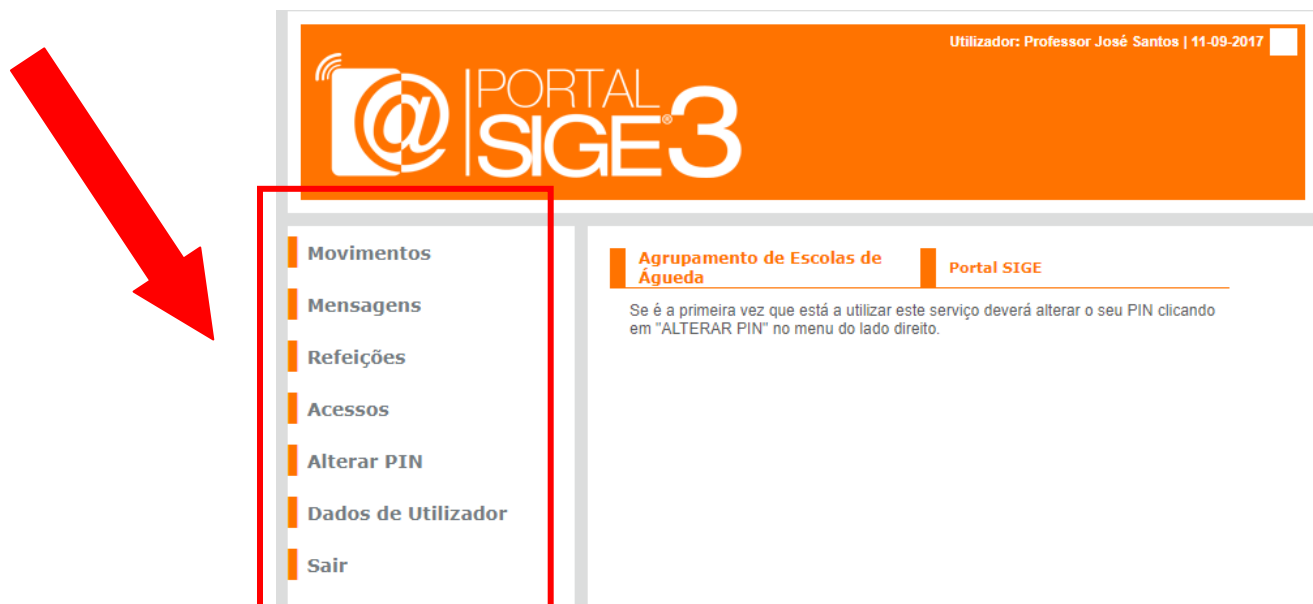 Utilizador: Professor José Santos | 11-09-2017
@ PORTAL
SIGE®3
Movimentos
Mensagens
Refeições
Acessos
Alterar PIN
Dados de Utilizador
Sair
Agrupamento de Escolas de
Águeda
Portal SIGE
Se é a primeira vez que está a utilizar este serviço deverá alterar o seu PIN clicando
em "ALTERAR PIN" no menu do lado direito.